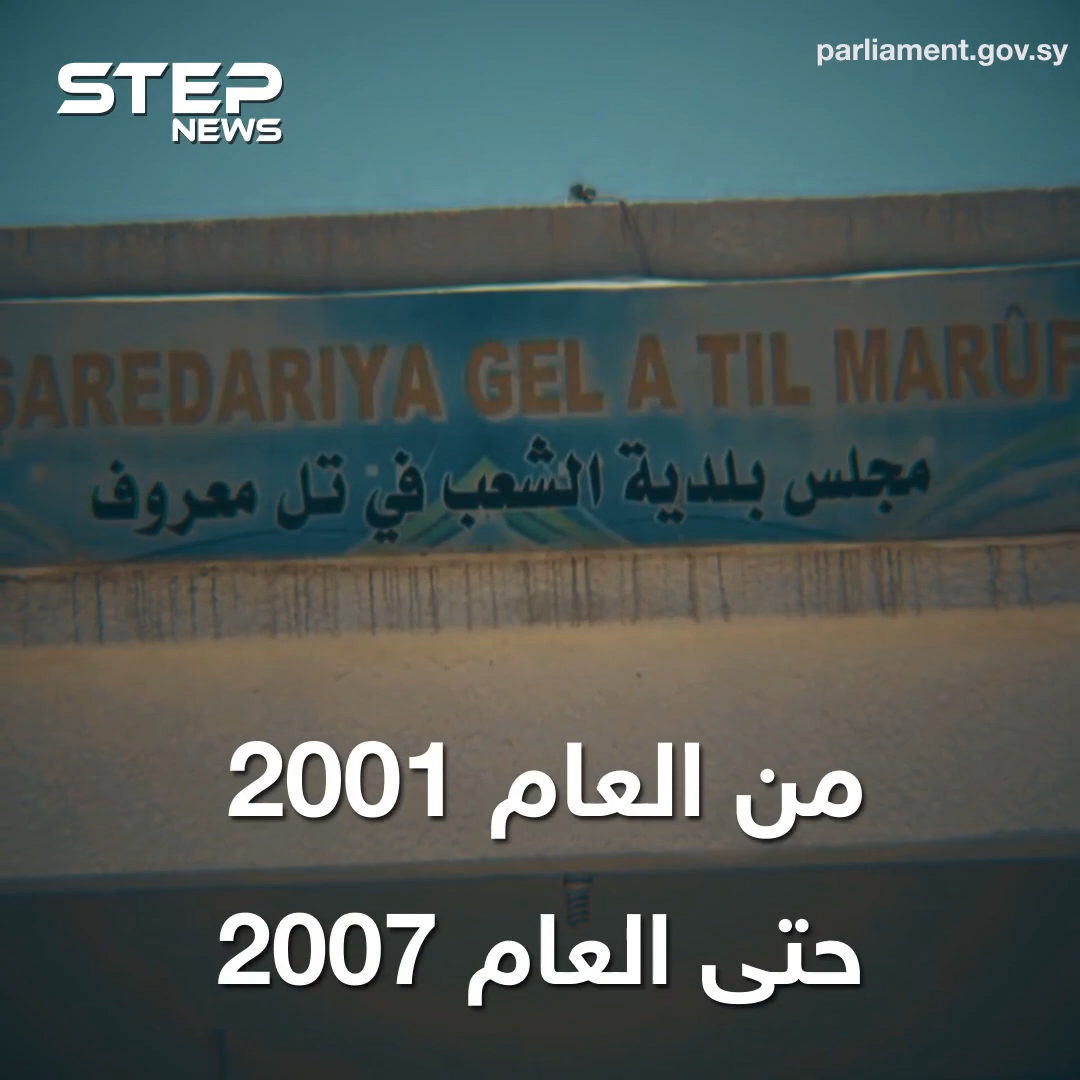 STEP
NEWS
parliament.gov.sy
ŞAREDARIYA GEL A TIL MARÛF
مجلس بلدية الشعب في تل معروف
من العام 2001
حتى العام 2007